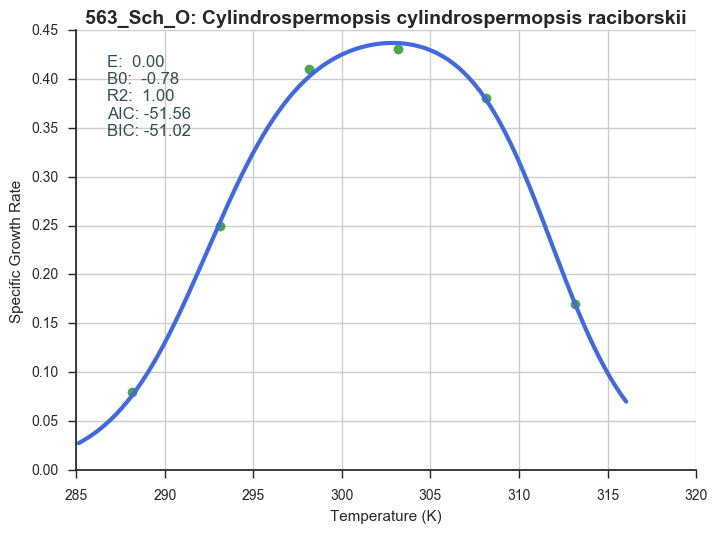 563_Sch_O: Cylindrospermopsis cylindrospermopsis raciborskii
E:  0.00
B0:  -0.78
R2:  1.00
AIC: -51.56
BIC: -51.02
Specific Growth Rate
0.45
0.40
0.35
0.30
0.25
0.20
0.15
0.10
0.05
0.00
285 290 295 300 305 310 315 320
Temperature (K)